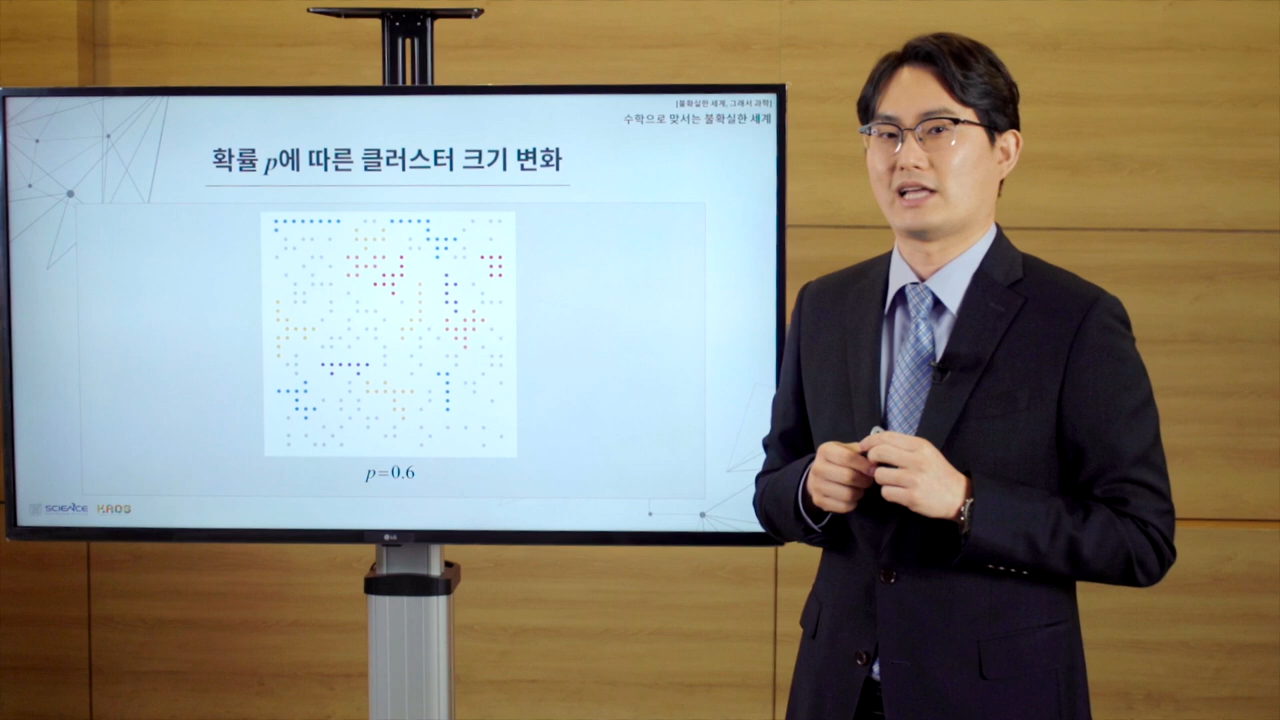 [불확실한 세계, 그래서 과학]
수학으로 맞서는 불확실한 세계
확률 p에 따른 클러스터 크기 변화
p=0.6
SCIENCE KAOS
LG